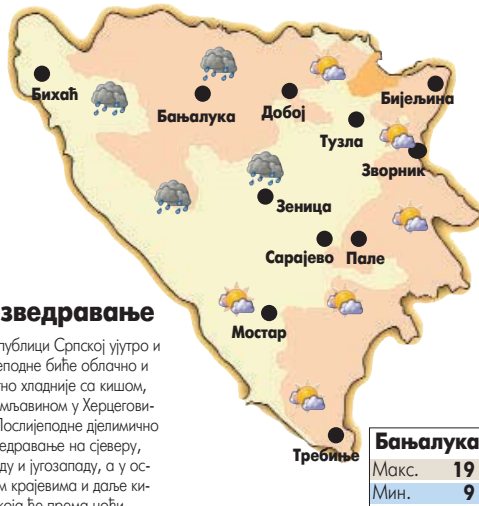 Бихаћ
Бањалука
Добој
Бијељина
Тузла
Зворник
Зеница
Сарајево
Пале
Мостар
Требиње
зведравање
публици Српској ујутро и
еподне биће облачно и
тно хладније са кишом,
мљавином у Херцегови-
Послијеподне дјелимично
ведравање на сјеверу,
ду и југозападу, а у ос-
м крајевима и даље ки-
Бањалука
Макс. 19
Мин. 9